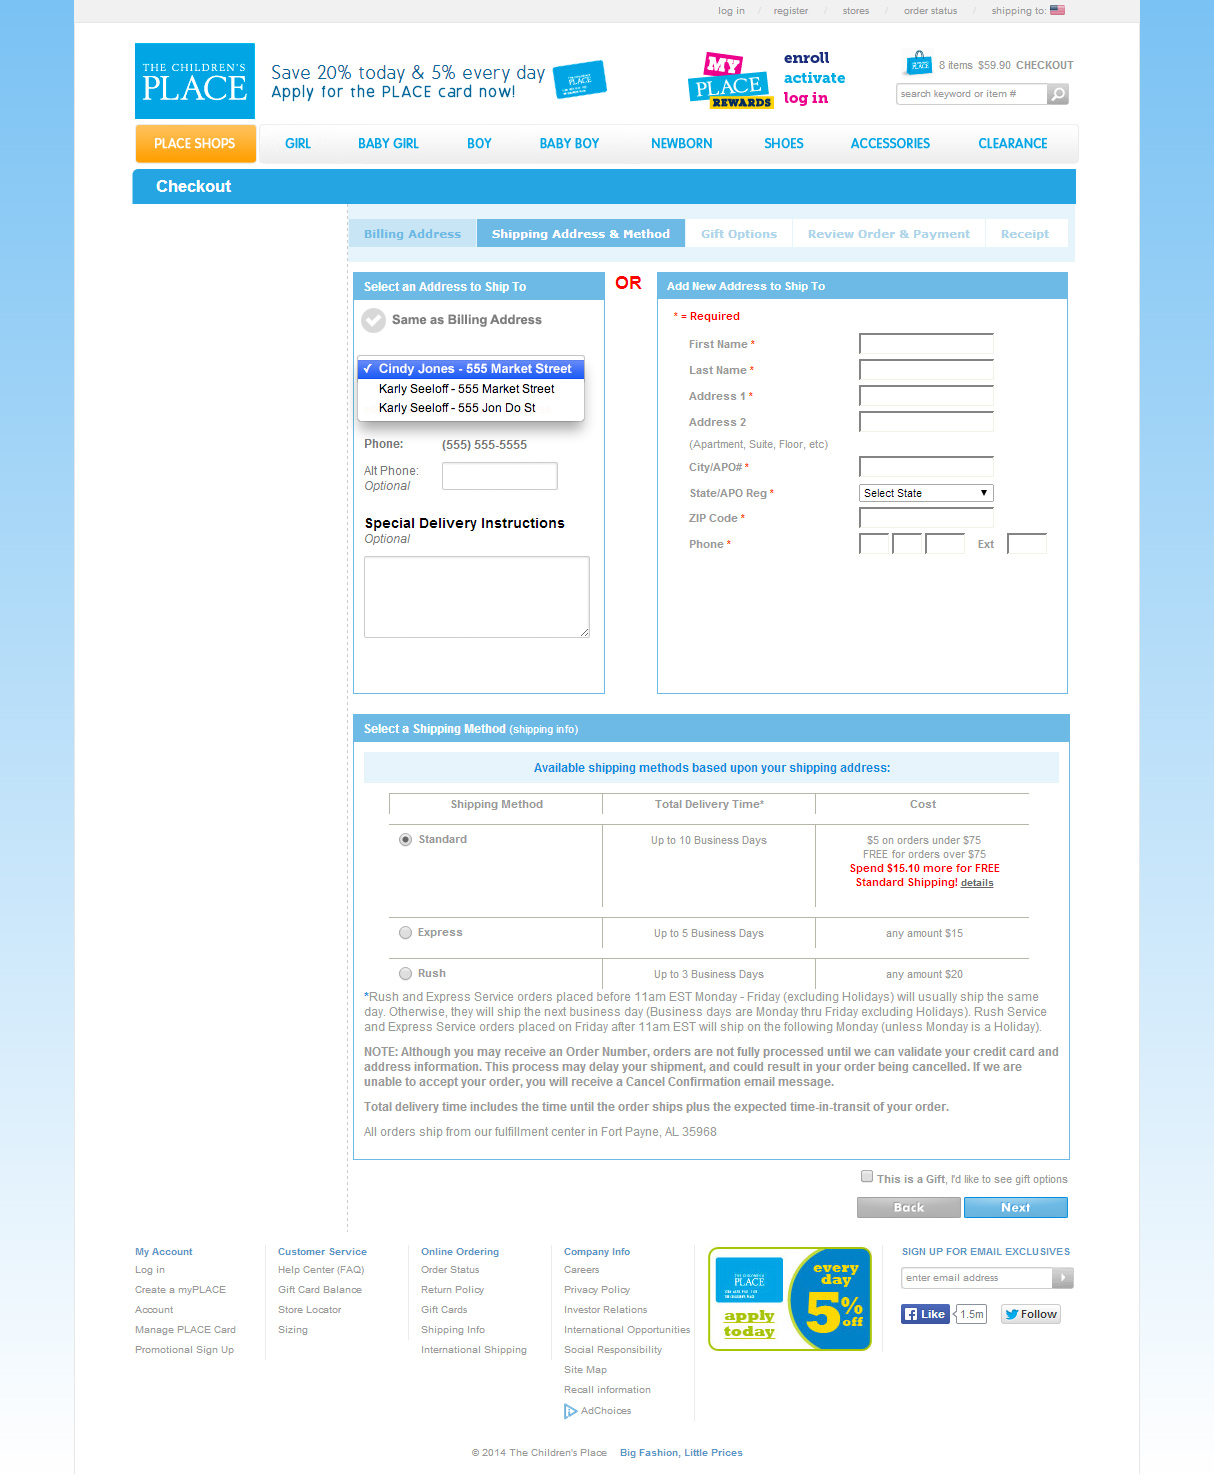 log in / register / stores / order status / shipping to:
THE CHILDREN'S
PLACE
Save 20% today & 5% every day
Apply for the PLACE card now!
MY
PLACE
REWARDS
enroll
activate
log in
8 items $59.90 CHECKOUT
search keyword or item #
PLACE SHOPS GIRL BABY GIRL BOY BABY BOY NEWBORN SHOES ACCESSORIES CLEARANCE
Checkout
Billing Address Shipping Address & Method Gift Options Review Order & Payment Receipt
Select an Address to Ship To
Same as Billing Address
✓ Cindy Jones - 555 Market Street
Karly Seeloff - 555 Market Street
Karly Seeloff - 555 Jon Do St
Phone: (555) 555-5555
Alt Phone:
Optional
Special Delivery Instructions
Optional
OR
Add New Address to Ship To
* = Required
First Name *
Last Name *
Address 1 *
Address 2
(Apartment, Suite, Floor, etc)
City/APO# *
State/APO Reg * Select State
ZIP Code *
Phone * Ext
Select a Shipping Method (shipping info)
Available shipping methods based upon your shipping address:
Shipping Method Total Delivery Time* Cost
Standard Up to 10 Business Days $5 on orders under $75
FREE for orders over $75
Spend $15.10 more for FREE
Standard Shipping! details
Express Up to 5 Business Days any amount $15
Rush Up to 3 Business Days any amount $20
*Rush and Express Service orders placed before 11am EST Monday - Friday (excluding Holidays) will usually ship the same
day. Otherwise, they will ship the next business day (Business days are Monday thru Friday excluding Holidays). Rush Service
and Express Service orders placed on Friday after 11am EST will ship on the following Monday (unless Monday is a Holiday).
NOTE: Although you may receive an Order Number, orders are not fully processed until we can validate your credit card and
address information. This process may delay your shipment, and could result in your order being cancelled. If we are
unable to accept your order, you will receive a Cancel Confirmation email message.
Total delivery time includes the time until the order ships plus the expected time-in-transit of your order.
All orders ship from our fulfillment center in Fort Payne, AL 35968
This is a Gift, I'd like to see gift options
Back Next
My Account
Log in
Create a myPLACE
Account
Manage PLACE Card
Promotional Sign Up
Customer Service
Help Center (FAQ)
Gift Card Balance
Store Locator
Sizing
Online Ordering
Order Status
Return Policy
Gift Cards
Shipping Info
International Shipping
Company Info
Careers
Privacy Policy
Investor Relations
International Opportunities
Social Responsibility
Site Map
Recall information
AdChoices
PLACE
apply
today
every
day
5%
off
SIGN UP FOR EMAIL EXCLUSIVES
enter email address
Like 1.5m Follow
© 2014 The Children's Place Big Fashion, Little Prices